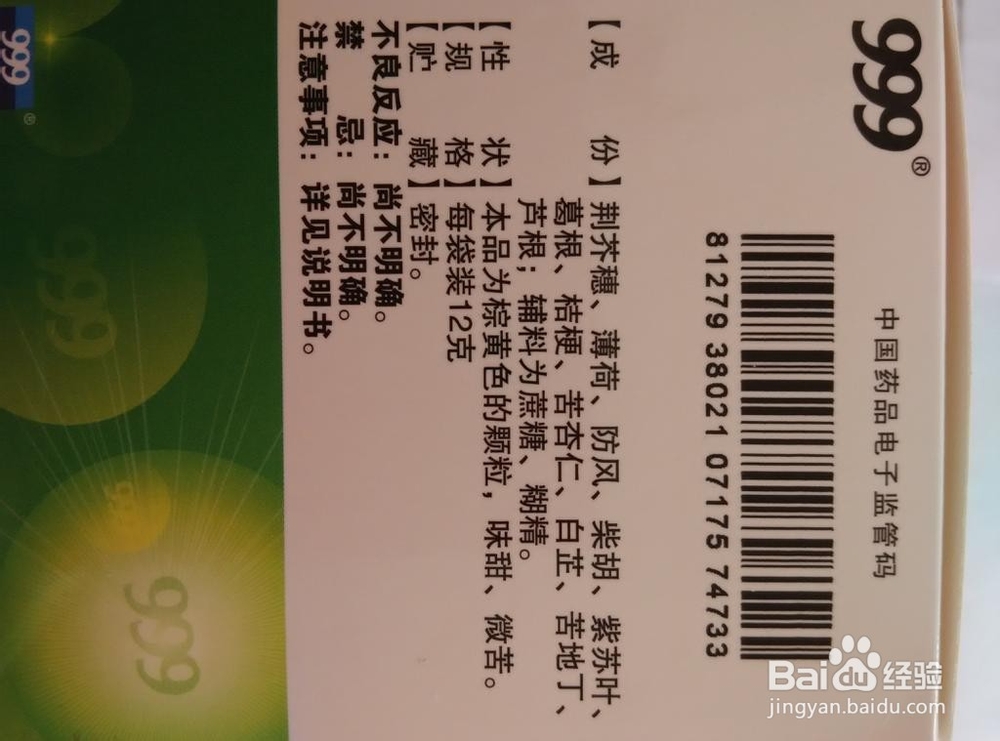 999®
中国药品电子监管码
81279 38021 07175 74733
【成 份】荆芥穗、薄荷、防风、柴胡、紫苏叶、
葛根、桔梗、苦杏仁、白芷、苦地丁、
芦根；辅料为蔗糖、糊精。
【性 状】本品为棕黄色的颗粒，味甜、微苦。
【规 格】每袋装12克
【贮 藏】密封。
不良反应：尚不明确。
禁 忌：尚不明确。
注意事项：详见说明书。
999®
999
999
999
Baidu经验
jingyan.baidu.com